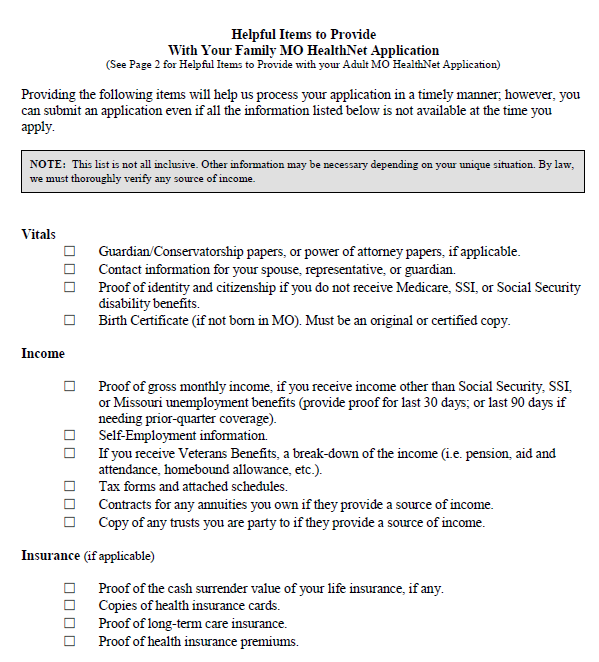 Helpful Items to Provide
With Your Family MO HealthNet Application
(See Page 2 for Helpful Items to Provide with your Adult MO HealthNet Application)
Providing the following items will help us process your application in a timely manner; however, you
can submit an application even if all the information listed below is not available at the time you
apply.
NOTE: This list is not all inclusive. Other information may be necessary depending on your unique situation. By law,
we must thoroughly verify any source of income.
Vitals
☐ Guardian/Conservatorship papers, or power of attorney papers, if applicable.
☐ Contact information for your spouse, representative, or guardian.
☐ Proof of identity and citizenship if you do not receive Medicare, SSI, or Social Security
disability benefits.
☐ Birth Certificate (if not born in MO). Must be an original or certified copy.
Income
☐ Proof of gross monthly income, if you receive income other than Social Security, SSI,
or Missouri unemployment benefits (provide proof for last 30 days; or last 90 days if
needing prior-quarter coverage).
☐ Self-Employment information.
☐ If you receive Veterans Benefits, a break-down of the income (i.e. pension, aid and
attendance, homebound allowance, etc.).
☐ Tax forms and attached schedules.
☐ Contracts for any annuities you own if they provide a source of income.
☐ Copy of any trusts you are party to if they provide a source of income.
Insurance (if applicable)
☐ Proof of the cash surrender value of your life insurance, if any.
☐ Copies of health insurance cards.
☐ Proof of long-term care insurance.
☐ Proof of health insurance premiums.